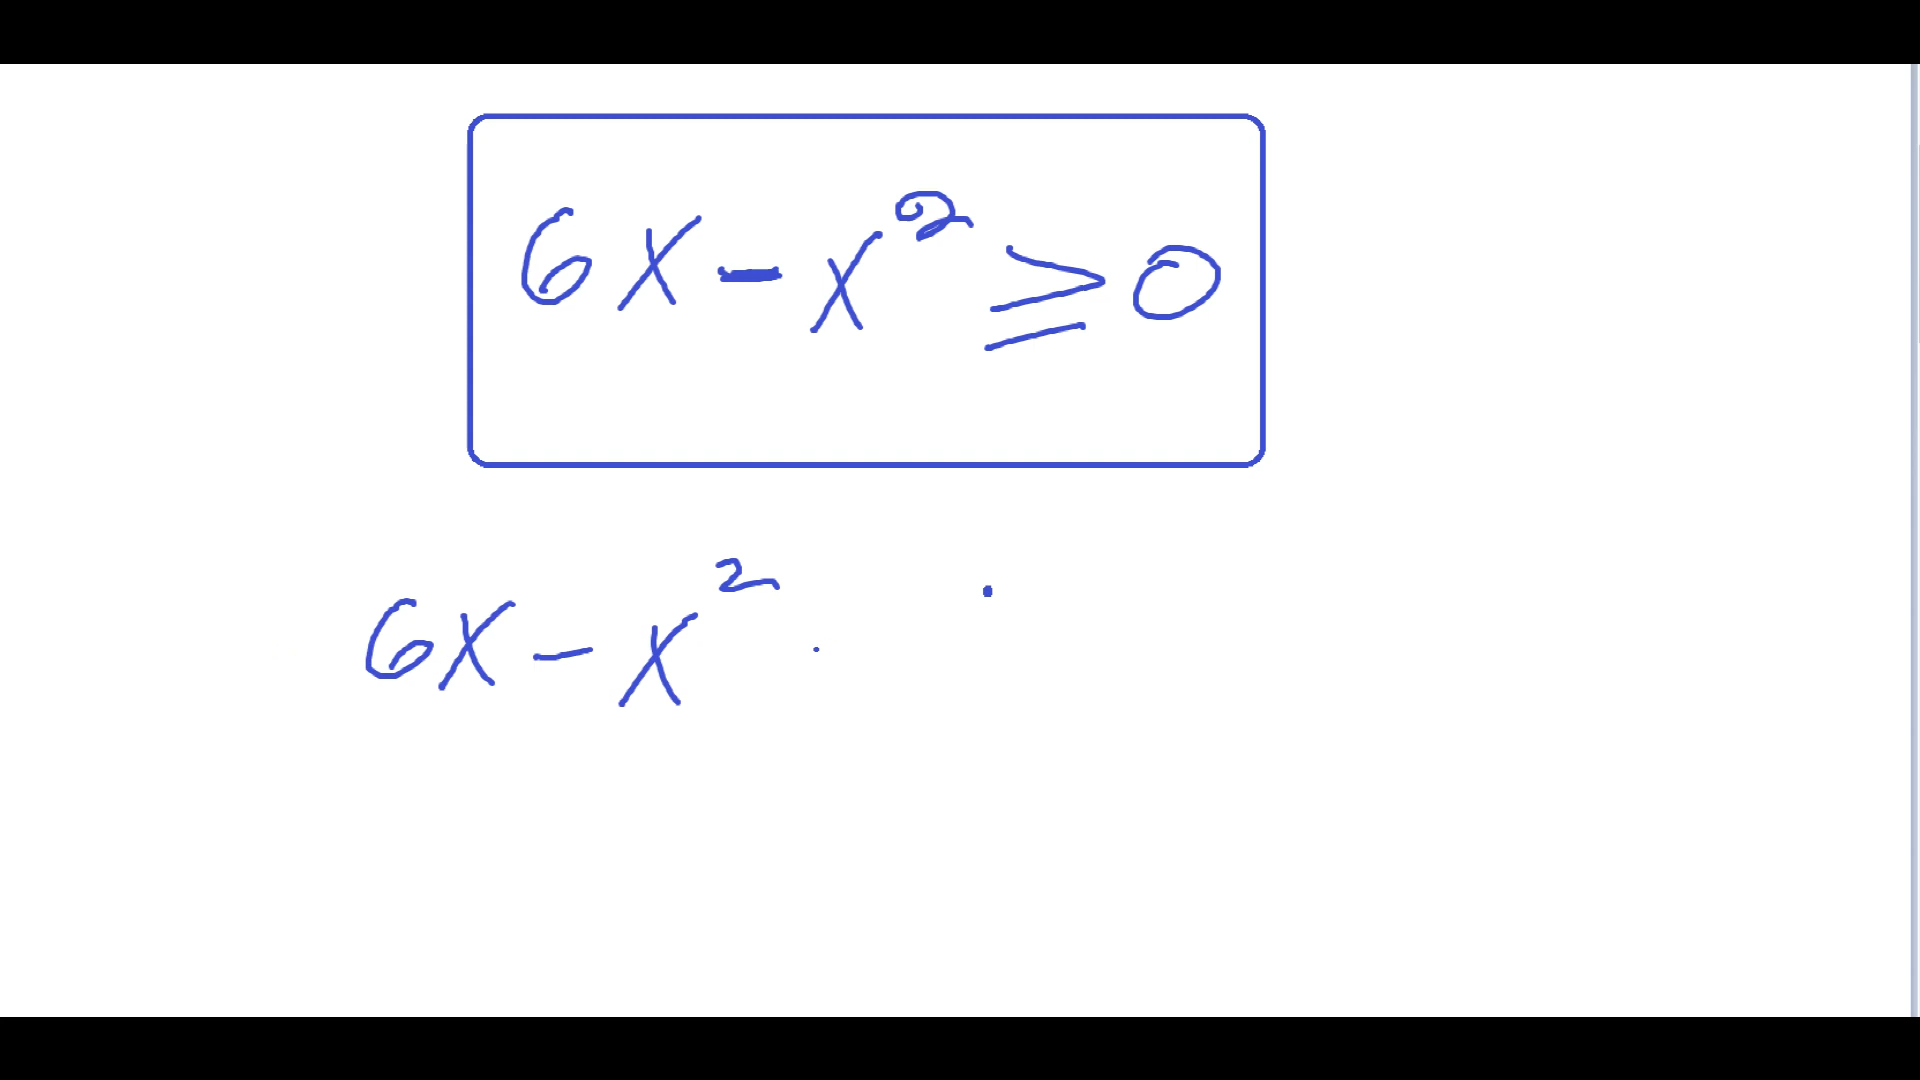 6x - x² ≥ 0
6x - x²